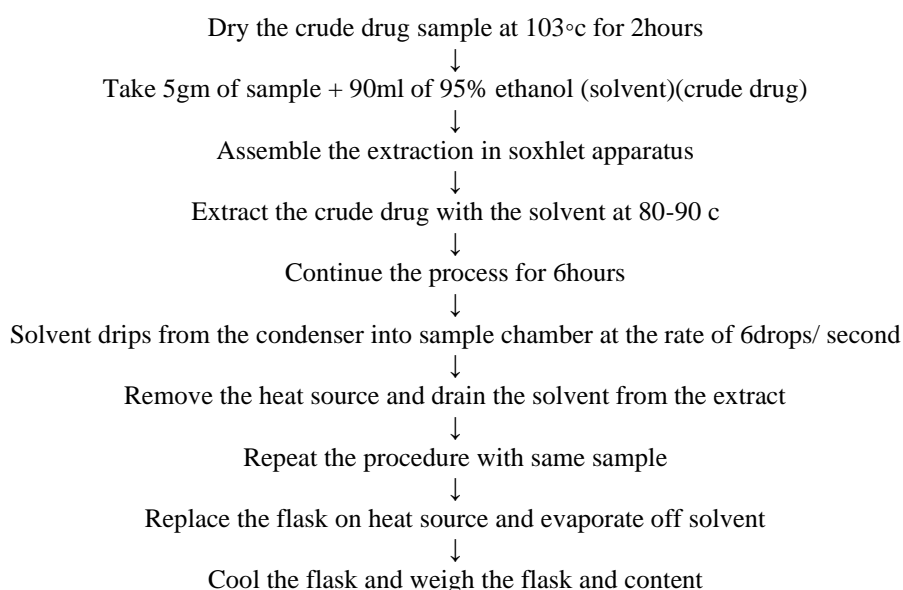 Dry the crude drug sample at 103◦c for 2hours
↓
Take 5gm of sample + 90ml of 95% ethanol (solvent)(crude drug)
↓
Assemble the extraction in soxhlet apparatus
↓
Extract the crude drug with the solvent at 80-90 c
↓
Continue the process for 6hours
↓
Solvent drips from the condenser into sample chamber at the rate of 6drops/ second
↓
Remove the heat source and drain the solvent from the extract
↓
Repeat the procedure with same sample
↓
Replace the flask on heat source and evaporate off solvent
↓
Cool the flask and weigh the flask and content